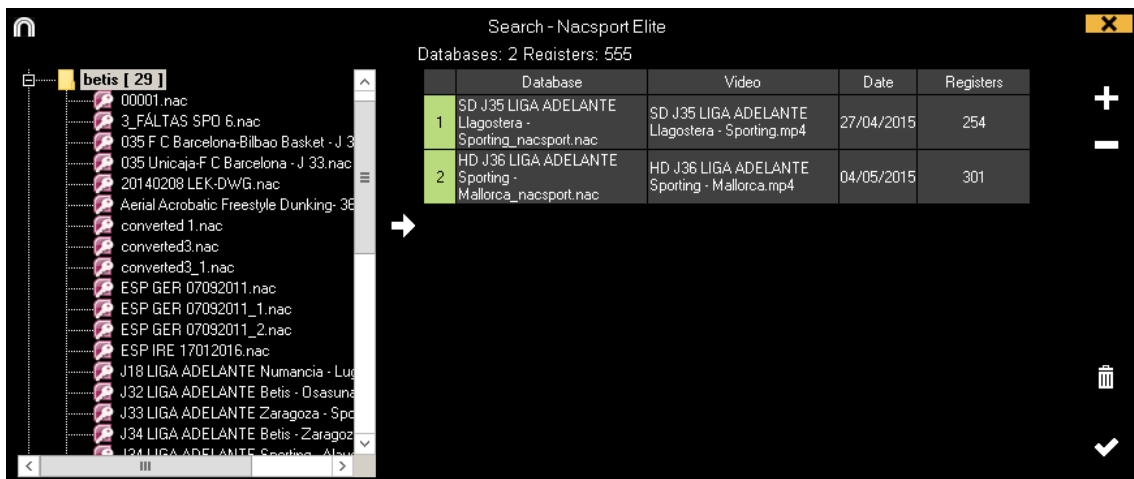 Search - Nacsport Elite
Databases: 2 Registers: 555
betis [ 29 ]
00001.nac
3_FÁLTAS SPO 6.nac
035 F C Barcelona-Bilbao Basket - J 3
035 Unicaja-F C Barcelona - J 33.nac
20140208 LEK-DWG.nac
Aerial Acrobatic Freestyle Dunking- 36
converted 1.nac
converted3.nac
converted3_1.nac
ESP GER 07092011.nac
ESP GER 07092011_1.nac
ESP GER 07092011_2.nac
ESP IRE 17012016.nac
J18 LIGA ADELANTE Numancia - Lug
J32 LIGA ADELANTE Betis - Osasuna
J33 LIGA ADELANTE Zaragoza - Spo
J34 LIGA ADELANTE Betis - Zaragoz
J34 LIGA ADELANTE Sporting - Alav
Database Video Date Registers
1
SD J35 LIGA ADELANTE
Llagostera -
Sporting_nacsport.nac
SD J35 LIGA ADELANTE
Llagostera - Sporting.mp4
27/04/2015
254
2
HD J36 LIGA ADELANTE
Sporting -
Mallorca_nacsport.nac
HD J36 LIGA ADELANTE
Sporting - Mallorca.mp4
04/05/2015
301